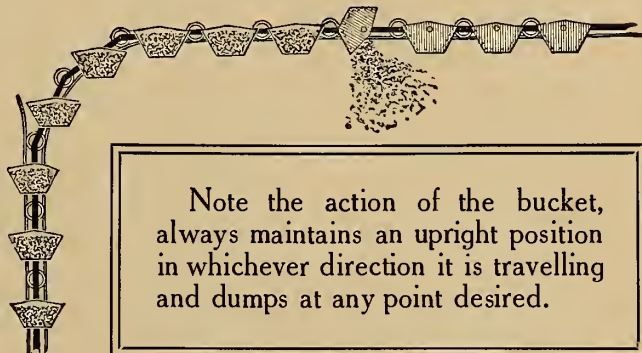 Note the action of the bucket,
always maintains an upright position
in whichever direction it is travelling
and dumps at any point desired.